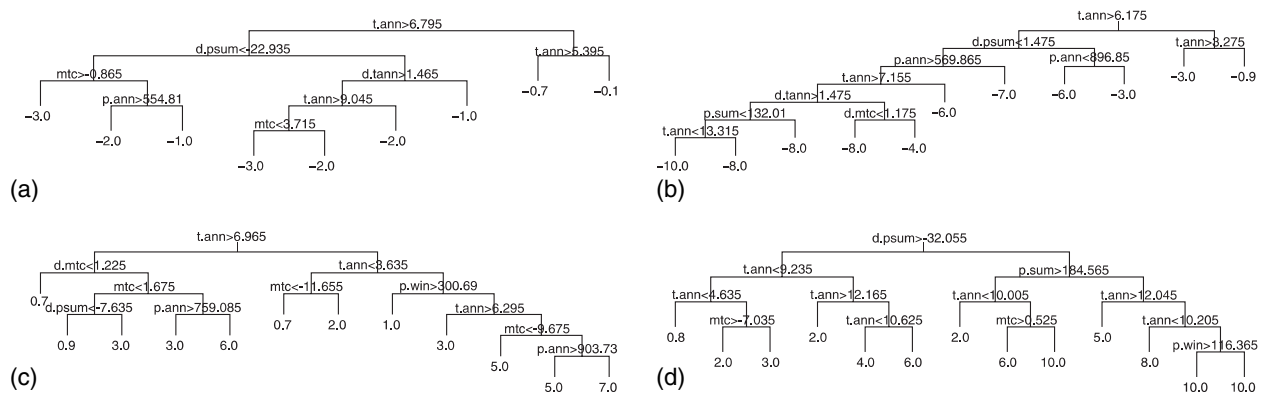 t.ann>6.795
d.psum<-22.935
t.ann>5.395
mtc>-0.865
d.tann>1.465
-0.7 -0.1
-3.0
p.ann>554.81
t.ann>9.045
-1.0
-2.0 -1.0
mtc<3.715
-2.0
-3.0 -2.0
(a)
t.ann>6.175
d.psum<1.475
t.ann>3.275
p.ann>569.865
p.ann<896.85
-3.0 -0.9
t.ann>7.155
-7.0
-6.0 -3.0
d.tann>1.475
-6.0
p.sum<132.01
d.mtc<1.175
t.ann<13.315
-8.0
-8.0 -4.0
-10.0 -8.0
(b)
t.ann>6.965
d.mtc<1.225
t.ann<3.635
0.7
mtc<1.675
mtc<-11.655
p.win>300.69
d.psum<-7.635
p.ann>759.085
0.7 2.0
1.0
t.ann>6.295
0.9 3.0
3.0 6.0
3.0
mtc<-9.675
5.0
p.ann>903.73
5.0 7.0
(c)
d.psum>-32.055
t.ann<9.235
p.sum>184.565
t.ann<4.635
t.ann>12.165
t.ann<10.005
t.ann>12.045
0.8
mtc>-7.035
2.0
t.ann<10.625
2.0
mtc>0.525
5.0
t.ann<10.205
2.0 3.0
4.0 6.0
6.0 10.0
8.0
p.win>116.365
10.0 10.0
(d)